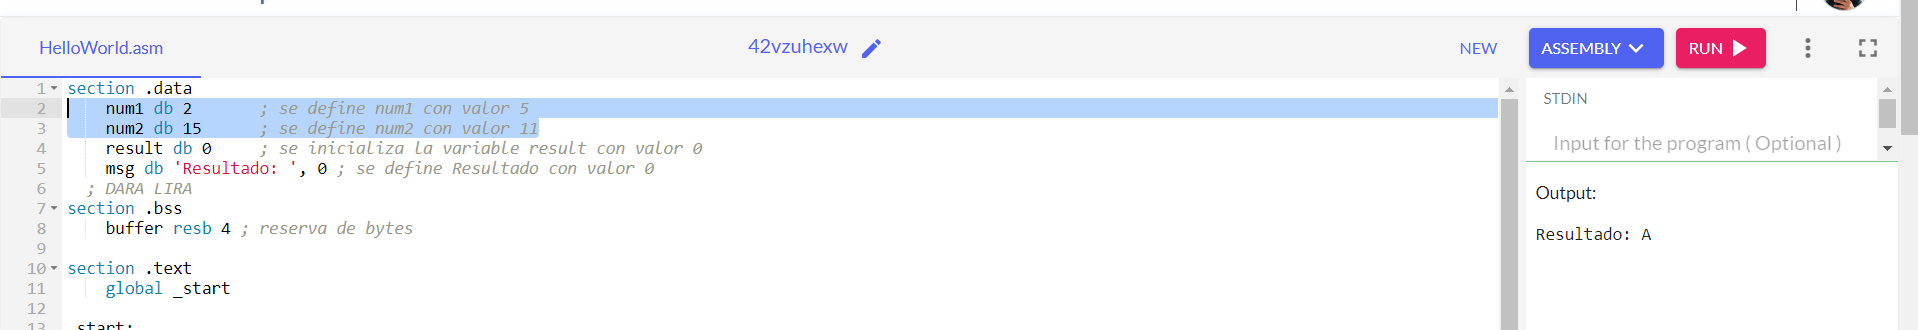 HelloWorld.asm
42vzuhexw
NEW
ASSEMBLY
RUN
1 section .data
2 num1 db 2 ; se define num1 con valor 5
3 num2 db 15 ; se define num2 con valor 11
4 result db 0 ; se inicializa la variable result con valor 0
5 msg db 'Resultado: ', 0 ; se define Resultado con valor 0
6 ; DARA LIRA
7 section .bss
8 buffer resb 4 ; reserva de bytes
9
10 section .text
11 global _start
12
13 _start:
STDIN
Input for the program ( Optional )
Output:
Resultado: A